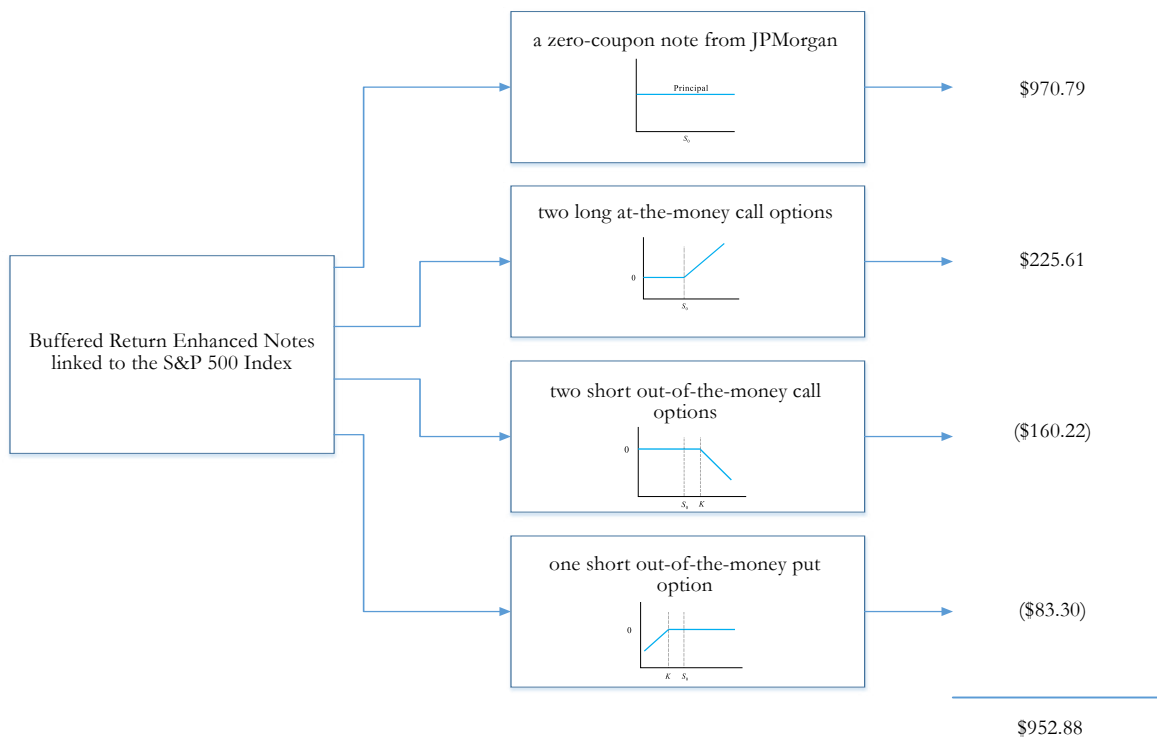 a zero-coupon note from JPMorgan
Principal
S₀
$970.79
two long at-the-money call options
0
S₀
$225.61
Buffered Return Enhanced Notes
linked to the S&P 500 Index
two short out-of-the-money call
options
0
S₀ K
($160.22)
one short out-of-the-money put
option
0
K S₀
($83.30)
$952.88